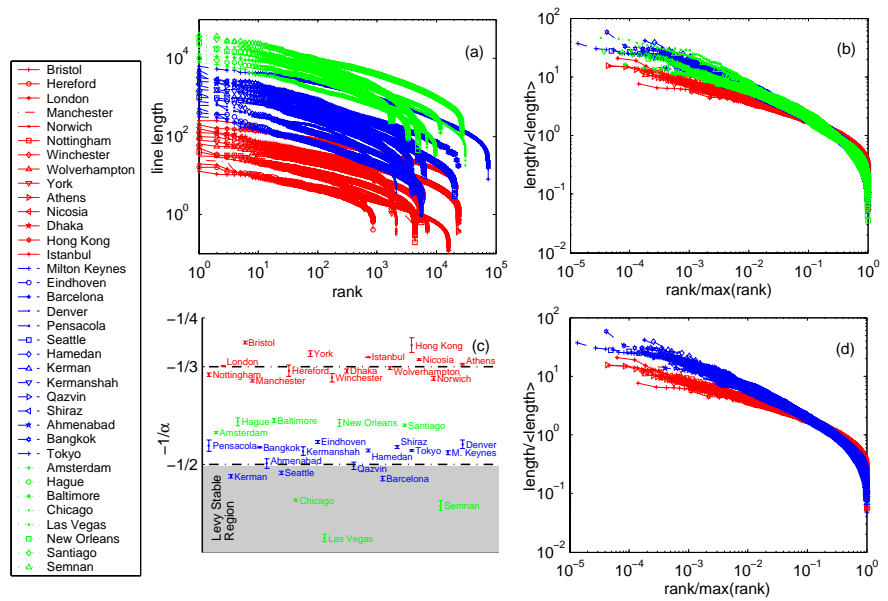 Bristol
Hereford
London
Manchester
Norwich
Nottingham
Winchester
Wolverhampton
York
Athens
Nicosia
Dhaka
Hong Kong
Istanbul
Milton Keynes
Eindhoven
Barcelona
Denver
Pensacola
Seattle
Hamedan
Kerman
Kermanshah
Qazvin
Shiraz
Ahmenabad
Bangkok
Tokyo
Amsterdam
Hague
Baltimore
Chicago
Las Vegas
New Orleans
Santiago
Semnan
(a)
line length
10^4
10^2
10^0
10^0 10^1 10^2 10^3 10^4 10^5
rank
(b)
length/<length>
10^2
10^1
10^0
10^-1
10^-2
10^-5 10^-4 10^-3 10^-2 10^-1 10^0
rank/max(rank)
(c)
−1/α
−1/4
−1/3
−1/2
Bristol
York
Hong Kong
Istanbul
Nicosia
London
Athens
Hereford
Dhaka
Wolverhampton
Nottingham
Manchester
Winchester
Norwich
Hague
Baltimore
New Orleans
Santiago
Amsterdam
Pensacola
Bangkok
Eindhoven
Shiraz
Denver
Kermanshah
Hamedan
Tokyo
M. Keynes
Ahmenabad
Qazvin
Kerman
Seattle
Barcelona
Chicago
Semnan
Las Vegas
Levy Stable
Region
(d)
length/<length>
10^2
10^1
10^0
10^-1
10^-2
10^-5 10^-4 10^-3 10^-2 10^-1 10^0
rank/max(rank)